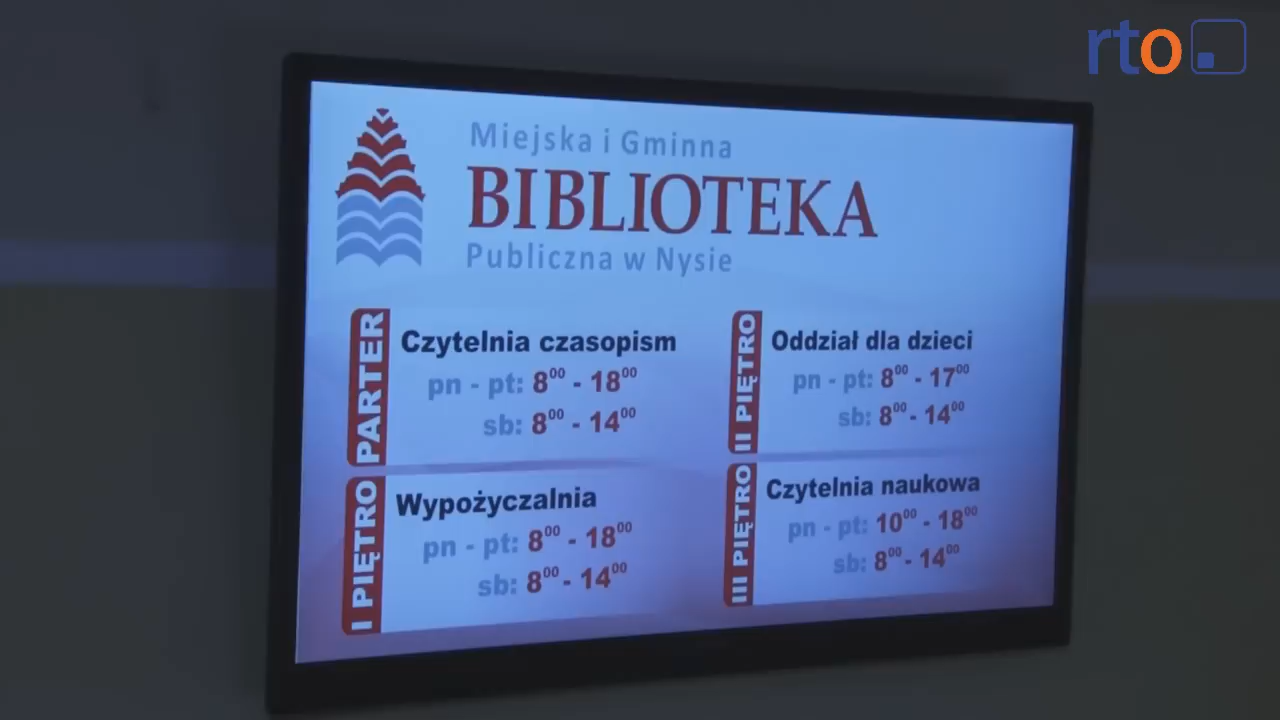 rto
Miejska i Gminna
BIBLIOTEKA
Publiczna w Nysie
PARTER
Czytelnia czasopism
pn - pt: 8⁰⁰ - 18⁰⁰
sb: 8⁰⁰ - 14⁰⁰
I PIĘTRO
Wypożyczalnia
pn - pt: 8⁰⁰ - 18⁰⁰
sb: 8⁰⁰ - 14⁰⁰
II PIĘTRO
Oddział dla dzieci
pn - pt: 8⁰⁰ - 17⁰⁰
sb: 8⁰⁰ - 14⁰⁰
III PIĘTRO
Czytelnia naukowa
pn - pt: 10⁰⁰ - 18⁰⁰
sb: 8⁰⁰ - 14⁰⁰